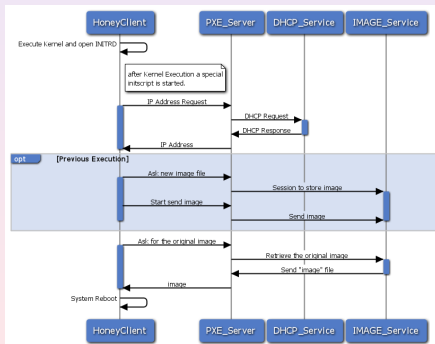 HoneyClient PXE_Server DHCP_Service IMAGE_Service
Execute Kernel and open INITRD
after Kernel Execution a special
initscript is started.
IP Address Request
DHCP Request
DHCP Response
IP Address
opt [Previous Execution]
Ask new image file
Session to store image
Start send image
Send image
Ask for the original image
Retrieve the original image
Send "image" file
image
System Reboot
HoneyClient PXE_Server DHCP_Service IMAGE_Service